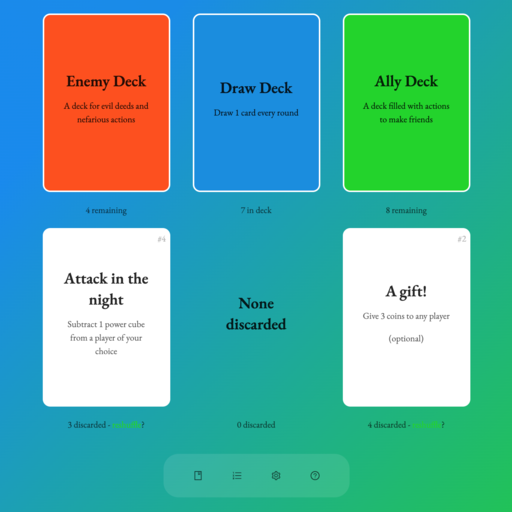 Enemy Deck
A deck for evil deeds and
nefarious actions
Draw Deck
Draw 1 card every round
Ally Deck
A deck filled with actions
to make friends
4 remaining
7 in deck
8 remaining
#4
Attack in the
night
Subtract 1 power cube
from a player of your
choice
None
discarded
#2
A gift!
Give 3 coins to any player
(optional)
3 discarded - reshuffle?
0 discarded
4 discarded - reshuffle?